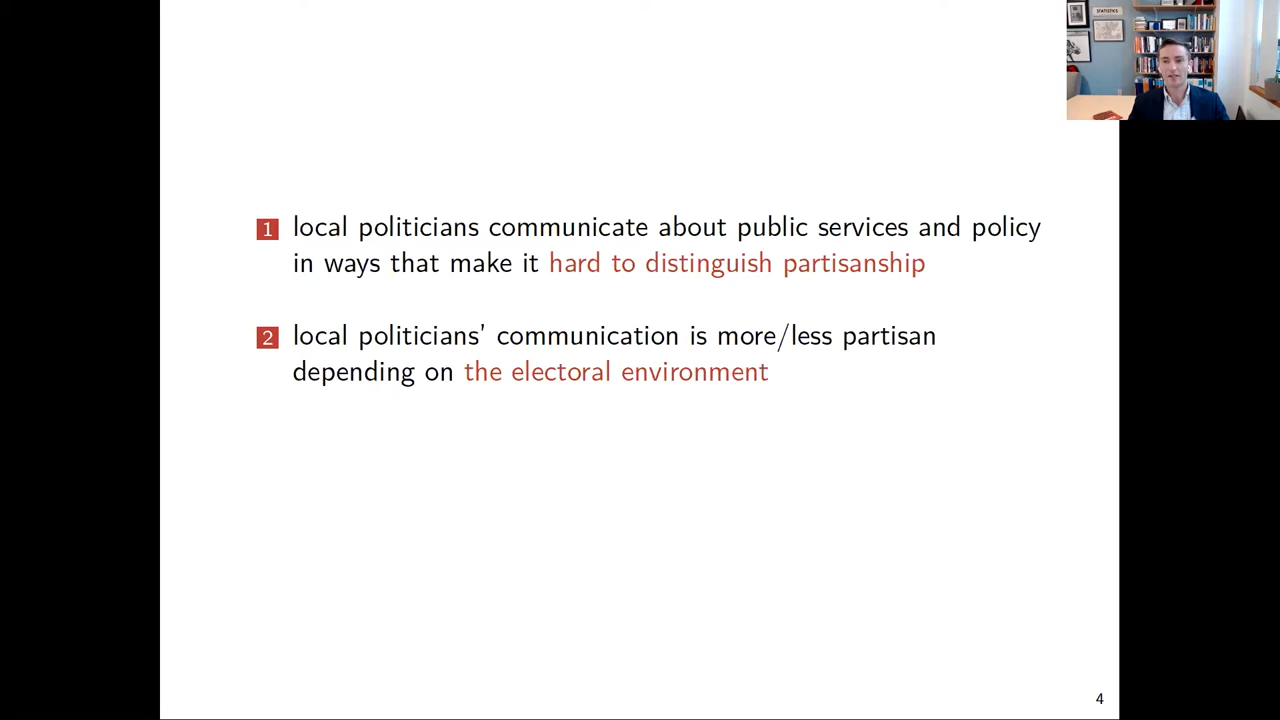 STATISTICS
1 local politicians communicate about public services and policy
in ways that make it hard to distinguish partisanship
2 local politicians' communication is more/less partisan
depending on the electoral environment
4